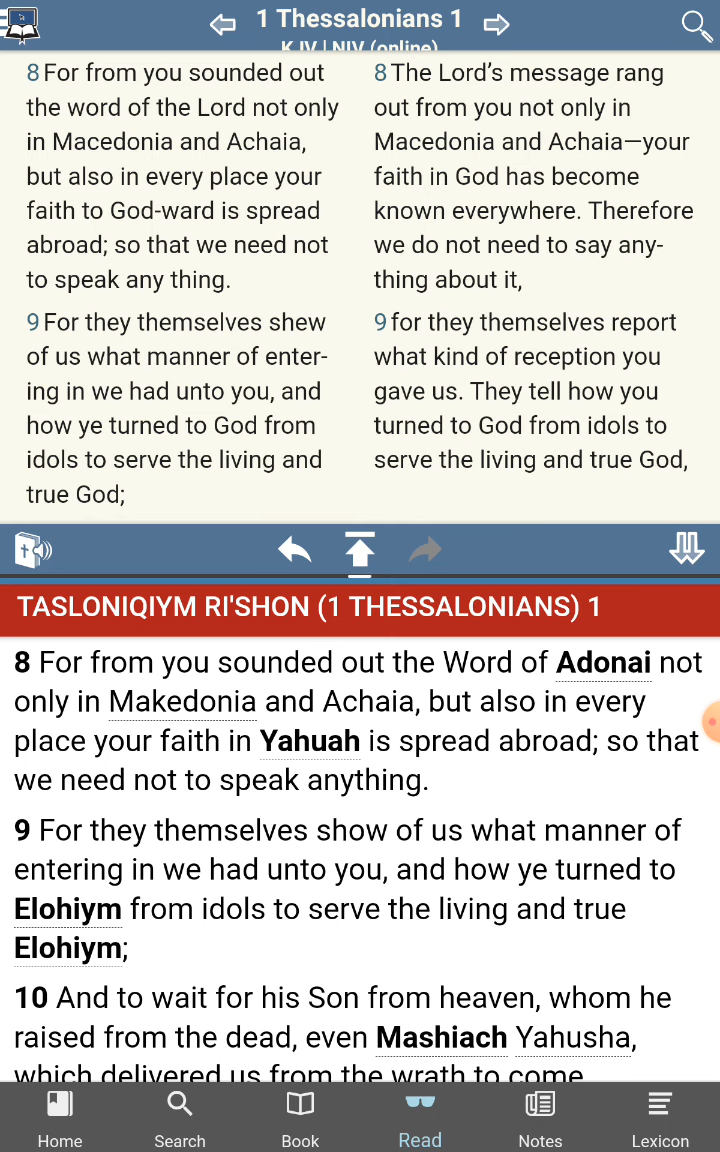 1 Thessalonians 1
KJV | NIV (online)
8 For from you sounded out
the word of the Lord not only
in Macedonia and Achaia,
but also in every place your
faith to God-ward is spread
abroad; so that we need not
to speak any thing.
9 For they themselves shew
of us what manner of enter-
ing in we had unto you, and
how ye turned to God from
idols to serve the living and
true God;
8 The Lord’s message rang
out from you not only in
Macedonia and Achaia—your
faith in God has become
known everywhere. Therefore
we do not need to say any-
thing about it,
9 for they themselves report
what kind of reception you
gave us. They tell how you
turned to God from idols to
serve the living and true God,
TASLONIQIYM RI'SHON (1 THESSALONIANS) 1
8 For from you sounded out the Word of Adonai not
only in Makedonia and Achaia, but also in every
place your faith in Yahuah is spread abroad; so that
we need not to speak anything.
9 For they themselves show of us what manner of
entering in we had unto you, and how ye turned to
Elohiym from idols to serve the living and true
Elohiym;
10 And to wait for his Son from heaven, whom he
raised from the dead, even Mashiach Yahusha,
which delivered us from the wrath to come
Home Search Book Read Notes Lexicon